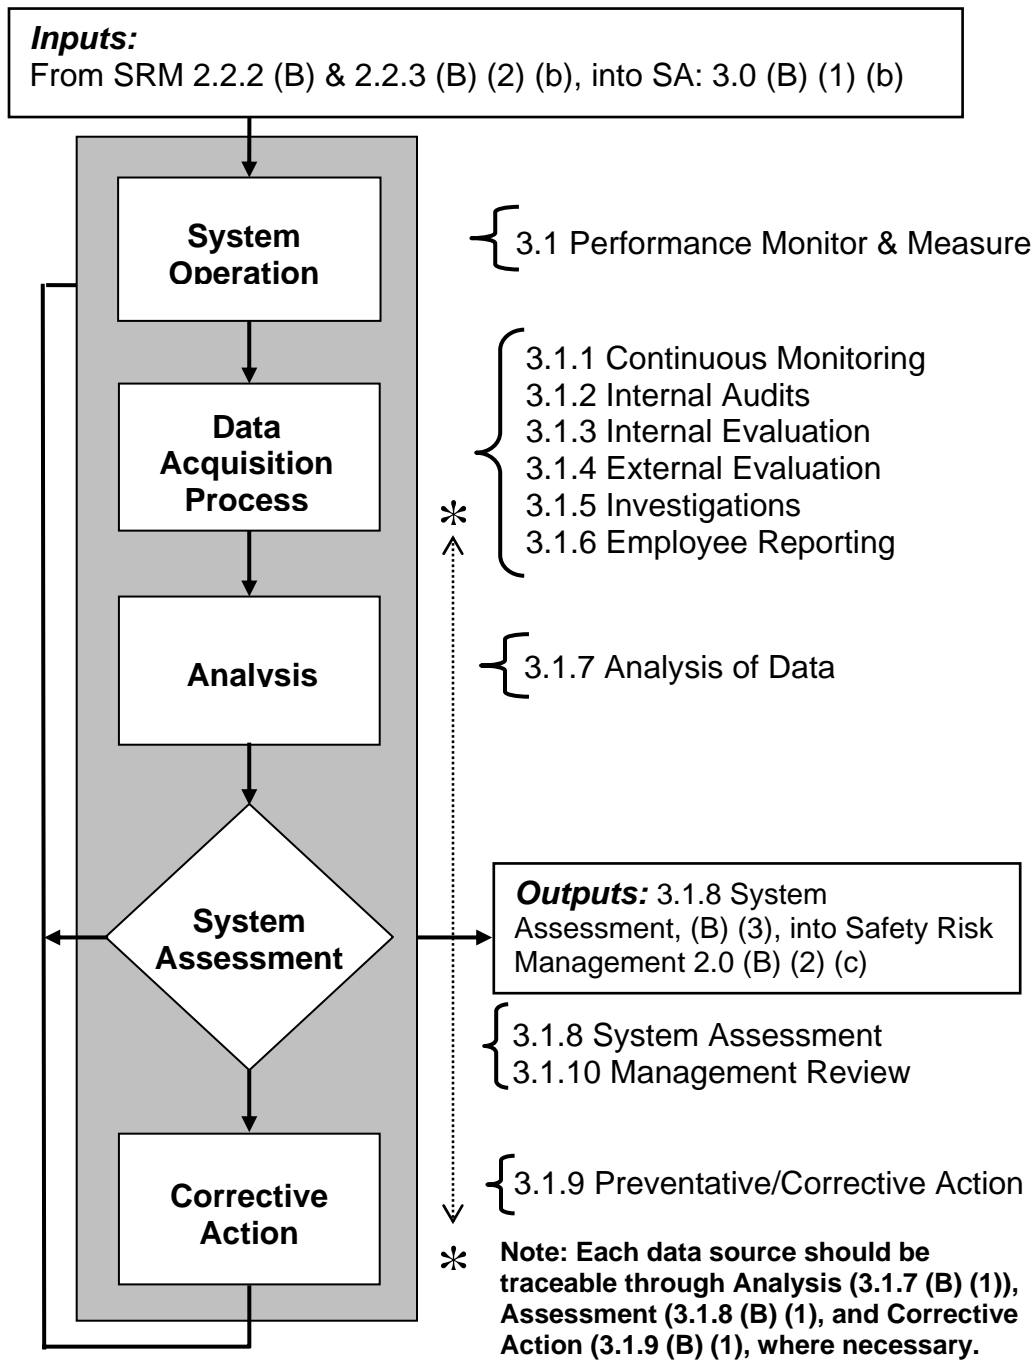 Inputs:
From SRM 2.2.2 (B) & 2.2.3 (B) (2) (b), into SA: 3.0 (B) (1) (b)
System
Operation
3.1 Performance Monitor & Measure
Data
Acquisition
Process
3.1.1 Continuous Monitoring
3.1.2 Internal Audits
3.1.3 Internal Evaluation
3.1.4 External Evaluation
3.1.5 Investigations
3.1.6 Employee Reporting
*
Analysis
3.1.7 Analysis of Data
System
Assessment
Outputs: 3.1.8 System
Assessment, (B) (3), into Safety Risk
Management 2.0 (B) (2) (c)
3.1.8 System Assessment
3.1.10 Management Review
Corrective
Action
3.1.9 Preventative/Corrective Action
*
Note: Each data source should be
traceable through Analysis (3.1.7 (B) (1)),
Assessment (3.1.8 (B) (1), and Corrective
Action (3.1.9 (B) (1), where necessary.